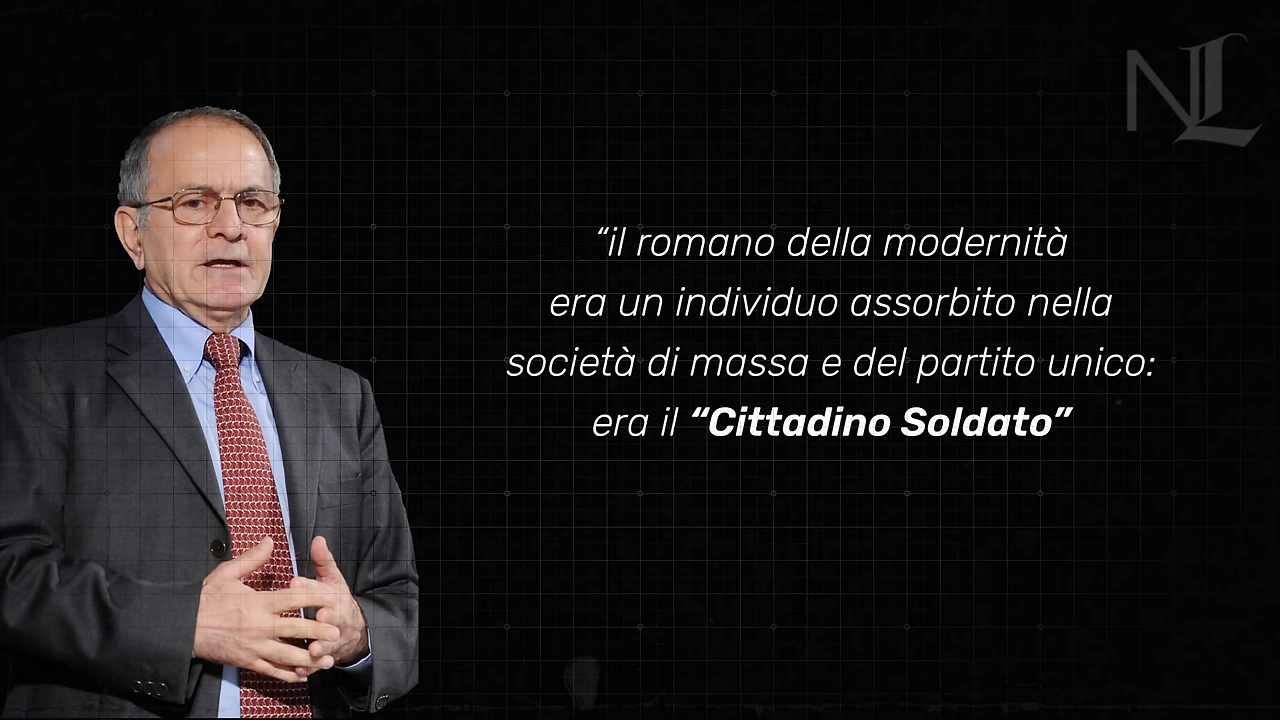 NL
“il romano della modernità
era un individuo assorbito nella
società di massa e del partito unico:
era il “Cittadino Soldato”